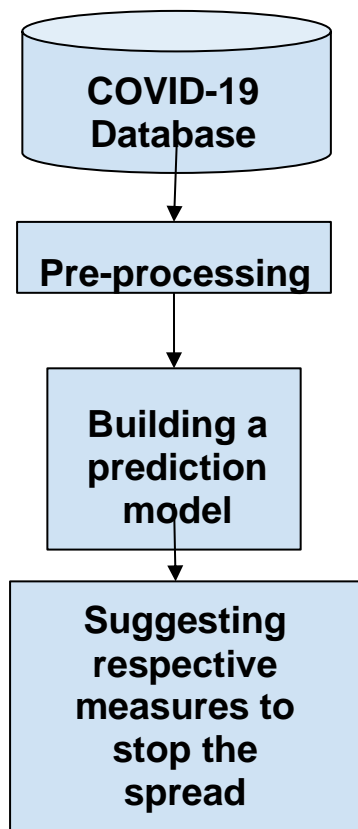 COVID-19
Database
Pre-processing
Building a
prediction
model
Suggesting
respective
measures to
stop the
spread